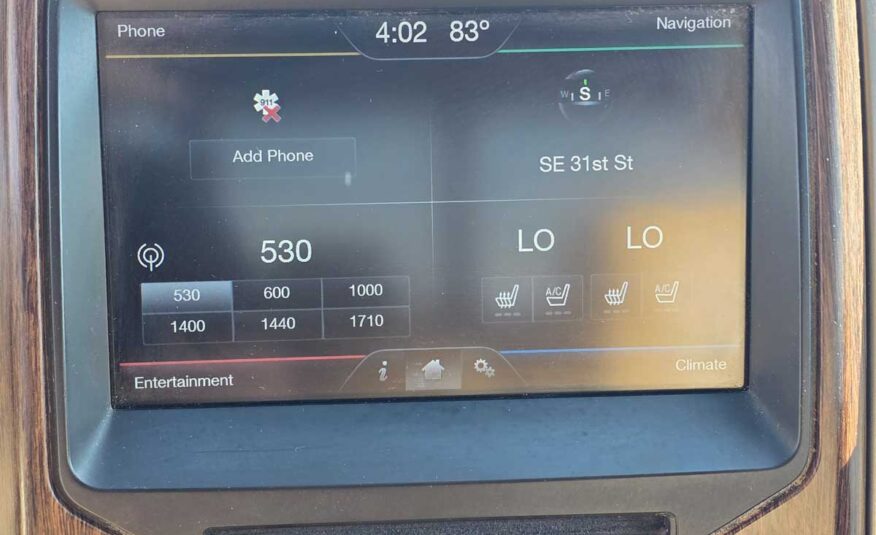 Phone
4:02 83°
Navigation
911
W S E
Add Phone
SE 31st St
530
LO LO
530 600 1000
1400 1440 1710
A/C A/C
Entertainment
i
Climate